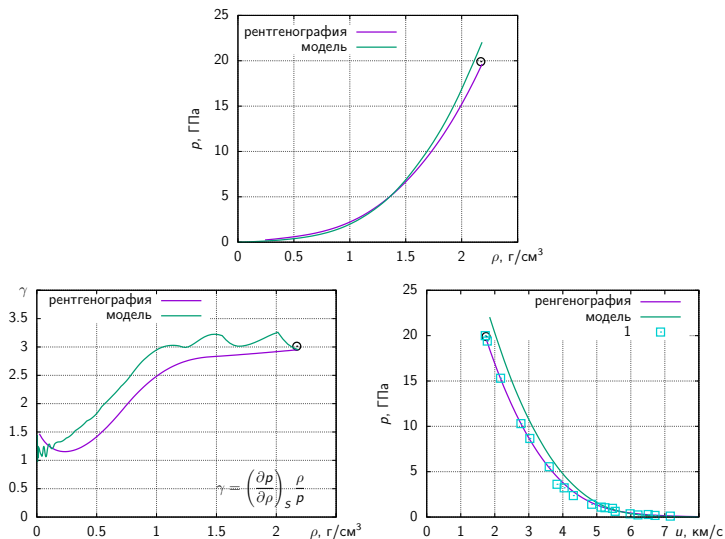 рентгенография
модель
p, ГПа
25
20
15
10
5
0
0 0.5 1 1.5 2
ρ, г/см³
γ
рентгенография
модель
3.5
3
2.5
2
1.5
1
0.5
0
γ = (∂p/∂ρ)_S ρ/p
0 0.5 1 1.5 2
ρ, г/см³
ренгенография
модель
1
p, ГПа
25
20
15
10
5
0
0 1 2 3 4 5 6 7
u, км/с